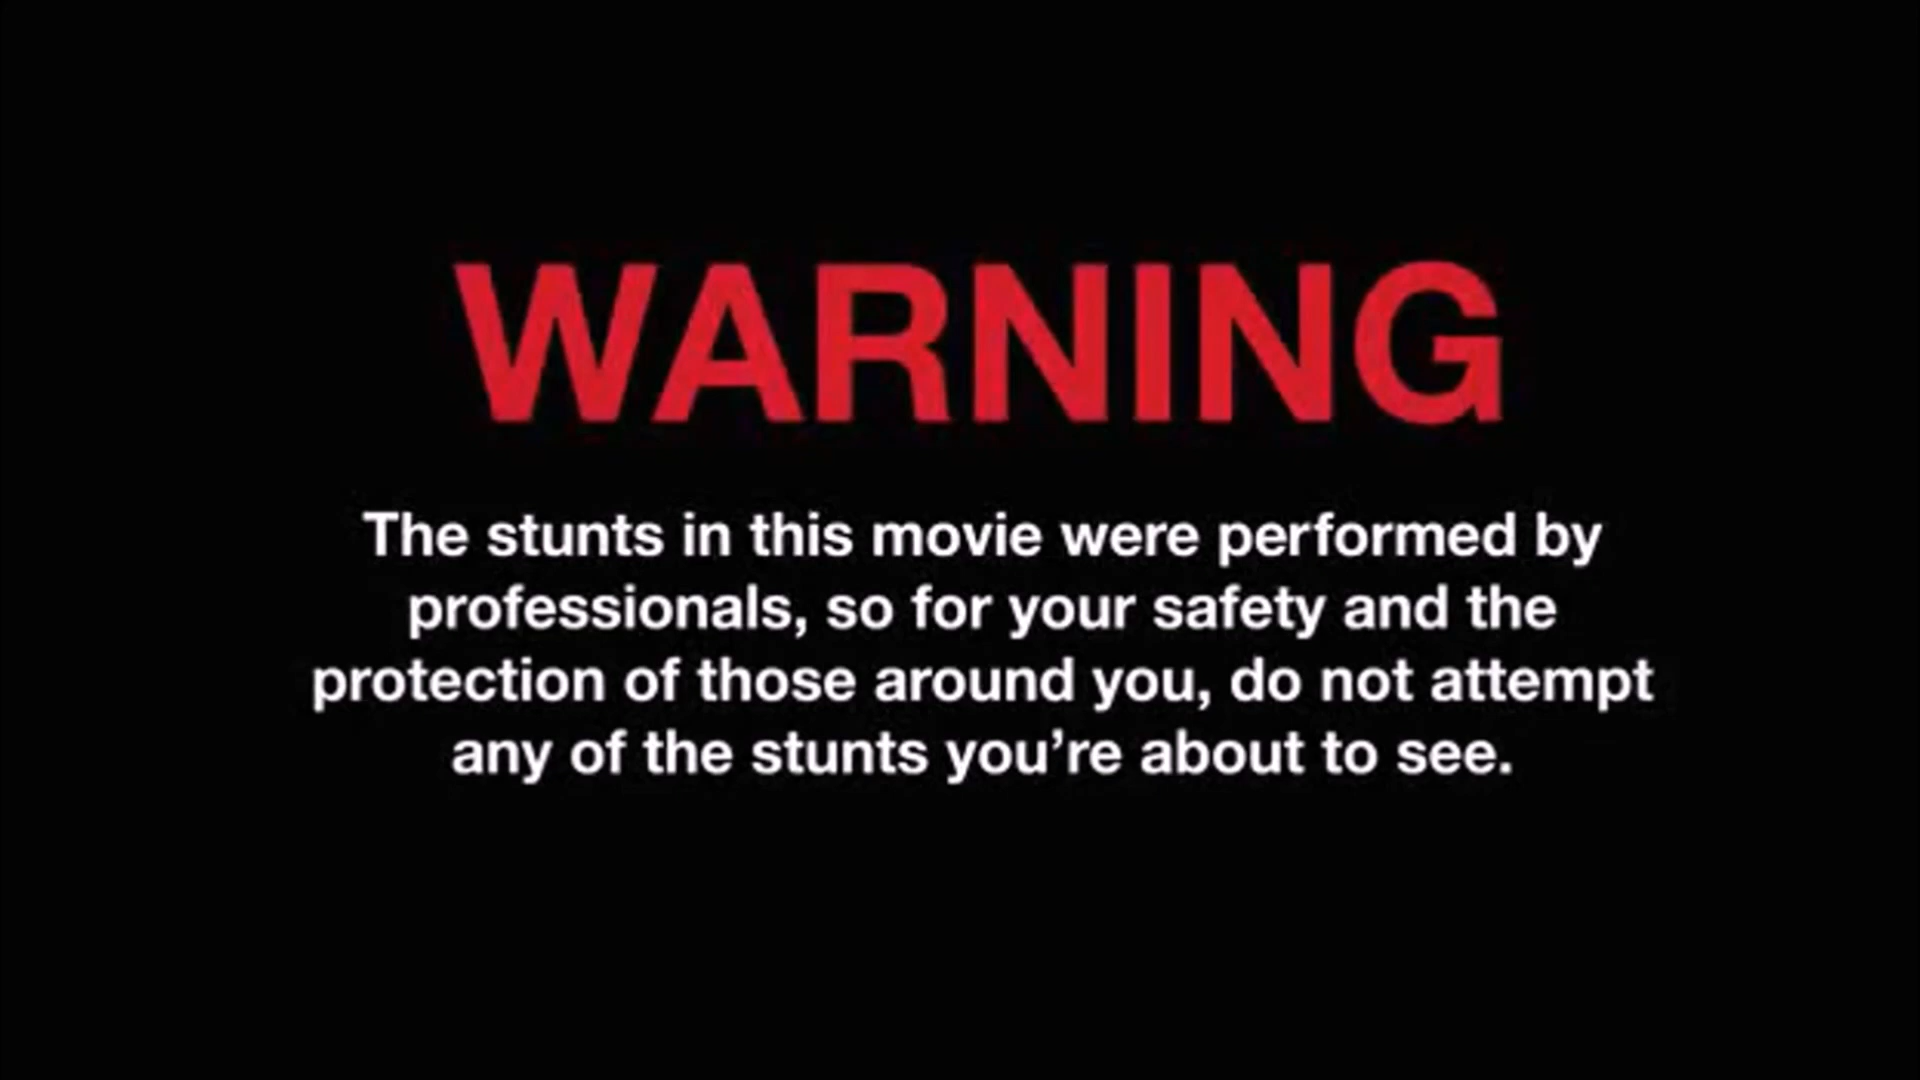 WARNING
The stunts in this movie were performed by
professionals, so for your safety and the
protection of those around you, do not attempt
any of the stunts you’re about to see.